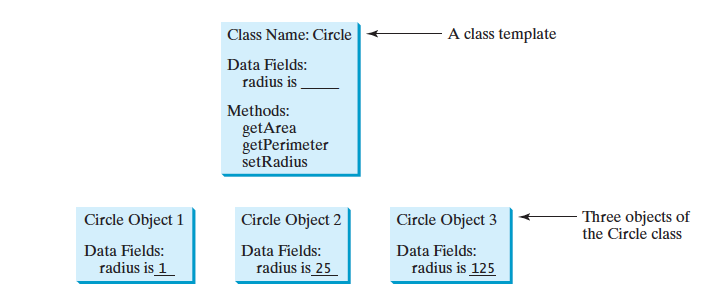 Class Name: Circle
A class template
Data Fields:
radius is _____
Methods:
getArea
getPerimeter
setRadius
Circle Object 1
Data Fields:
radius is 1
Circle Object 2
Data Fields:
radius is 25
Circle Object 3
Data Fields:
radius is 125
Three objects of
the Circle class